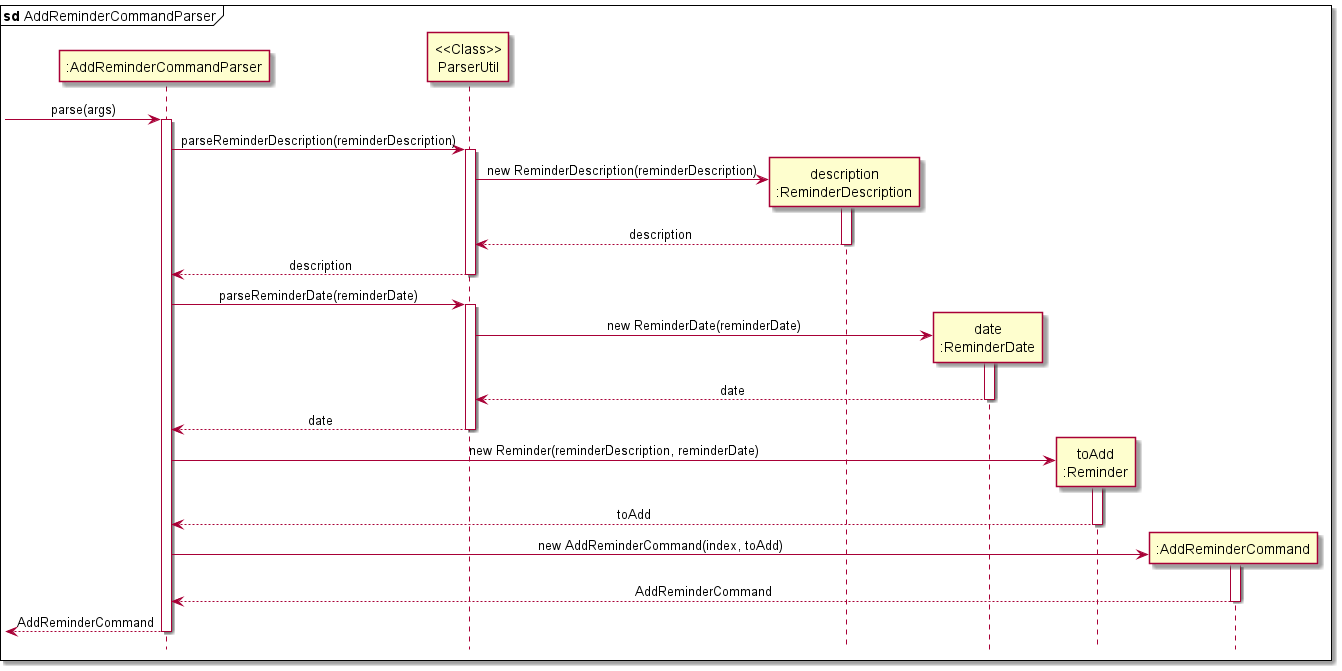 sd AddReminderCommandParser
<<Class>>
ParserUtil
:AddReminderCommandParser
parse(args)
parseReminderDescription(reminderDescription)
new ReminderDescription(reminderDescription)
description
:ReminderDescription
description
description
parseReminderDate(reminderDate)
new ReminderDate(reminderDate)
date
:ReminderDate
date
date
new Reminder(reminderDescription, reminderDate)
toAdd
:Reminder
toAdd
new AddReminderCommand(index, toAdd)
:AddReminderCommand
AddReminderCommand
AddReminderCommand